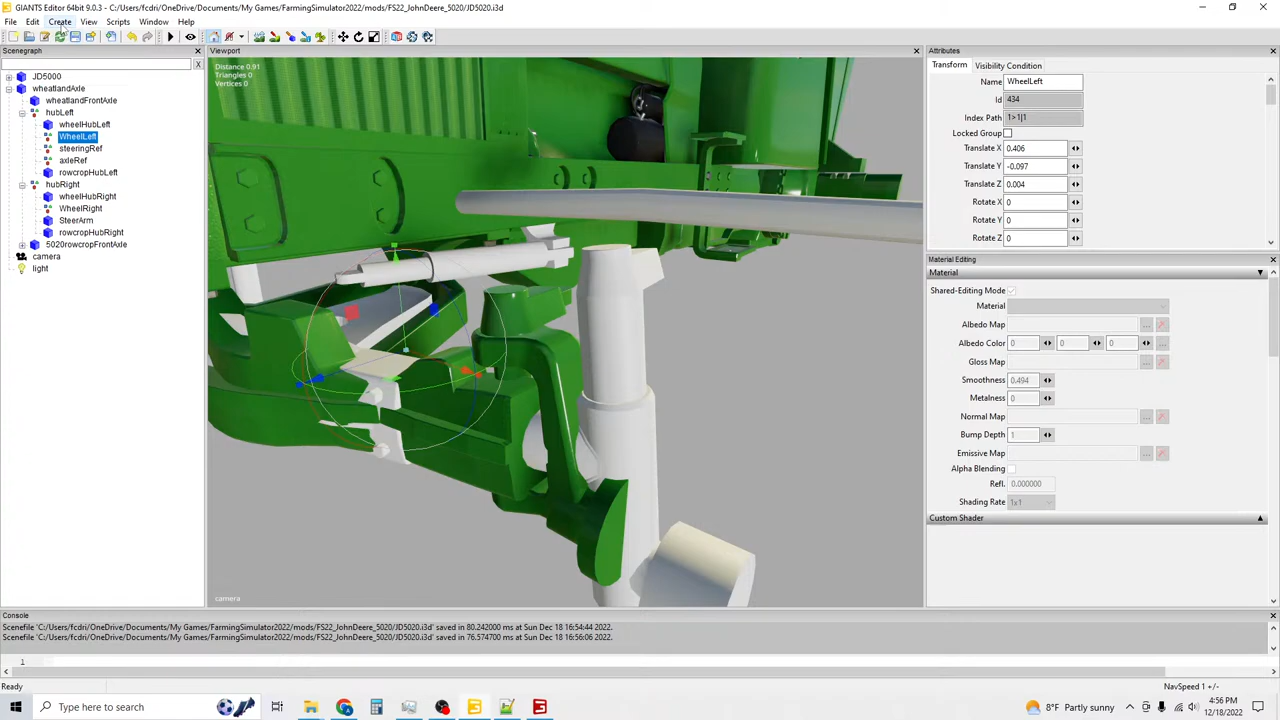 GIANTS Editor 64bit - C:/Users/fcdri/OneDrive/Documents/My Games/FarmingSimulator2022/mods/FS22_JohnDeere_5020/JD5020.i3d
File Edit Create View Scripts Window Help
Scenegraph
X
JD5000
wheatlandAxle
wheatlandFrontAxle
hubLeft
wheelHubLeft
WheelLeft
steeringRef
axleRef
rowcropHubLeft
hubRight
wheelHubRight
WheelRight
SteerArm
rowcropHubRight
5020rowcropFrontAxle
camera
light
Viewport
Distance 0.91
Triangles 0
Vertices 0
camera
Attributes
Transform Visibility Condition
Name WheelLeft
Id 434
Index Path 1>1|1
Locked Group
Translate X 0.406
Translate Y -0.097
Translate Z 0.004
Rotate X 0
Rotate Y 0
Rotate Z 0
Material Editing
Material
Shared-Editing Mode
Material
Albedo Map ...
Albedo Color 0 0 0 ...
Gloss Map ...
Smoothness 0.494
Metalness 0
Normal Map ...
Bump Depth 1
Emissive Map ...
Alpha Blending
Refl. 0.000000
Shading Rate 1x1
Custom Shader
Console
Scenefile 'C:/Users/fcdri/OneDrive/Documents/My Games/FarmingSimulator2022/mods/FS22_JohnDeere_5020/JD5020.i3d' saved in 80.242000 ms at Sun Dec 18 16:54:44 2022.
Scenefile 'C:/Users/fcdri/OneDrive/Documents/My Games/FarmingSimulator2022/mods/FS22_JohnDeere_5020/JD5020.i3d' saved in 76.574700 ms at Sun Dec 18 16:56:06 2022.
1
Ready
NavSpeed 1 +/-
Type here to search
8°F Partly sunny
4:56 PM
12/18/2022